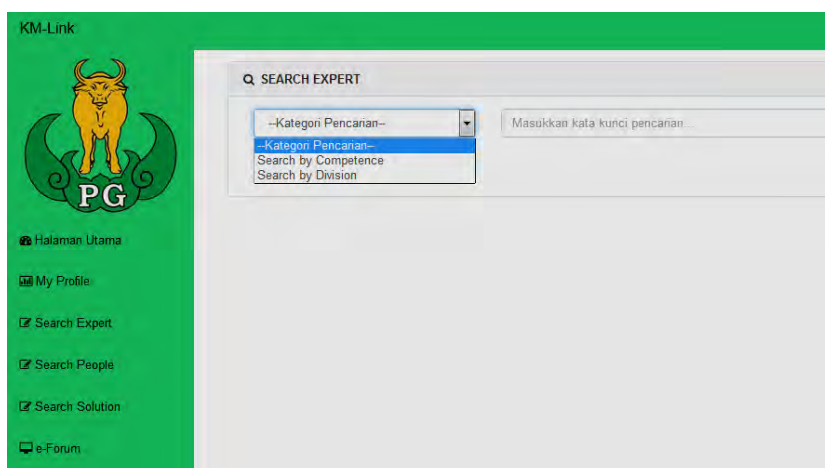 KM-Link
PG
Halaman Utama
My Profile
Search Expert
Search People
Search Solution
e-Forum
SEARCH EXPERT
--Kategori Pencarian--
Masukkan kata kunci pencarian...
--Kategori Pencarian--
Search by Competence
Search by Division